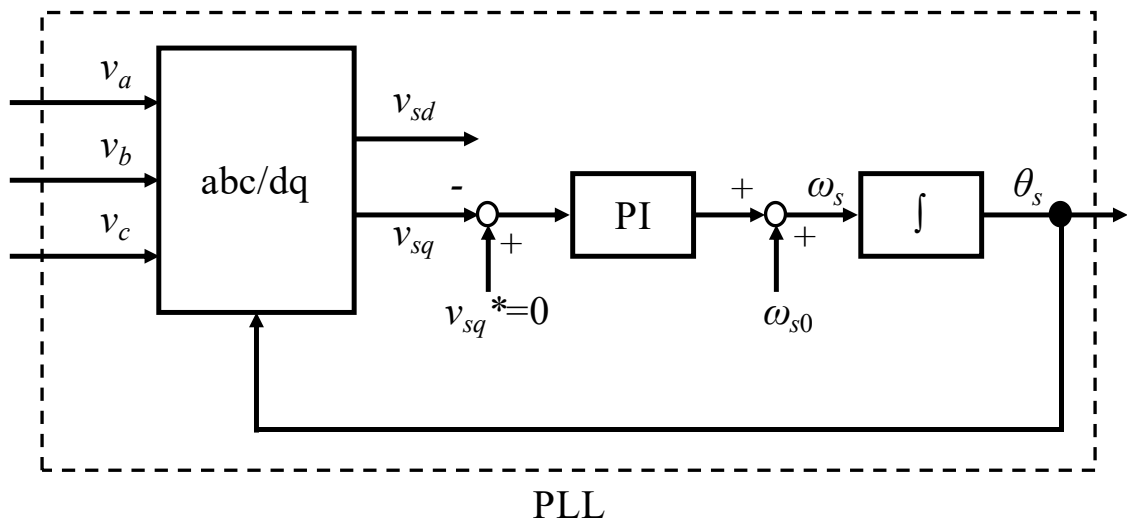 v_a
v_b
v_c
abc/dq
v_sd
v_sq
-
+
v_sq*=0
PI
+
+
ω_s0
ω_s
∫
θ_s
PLL